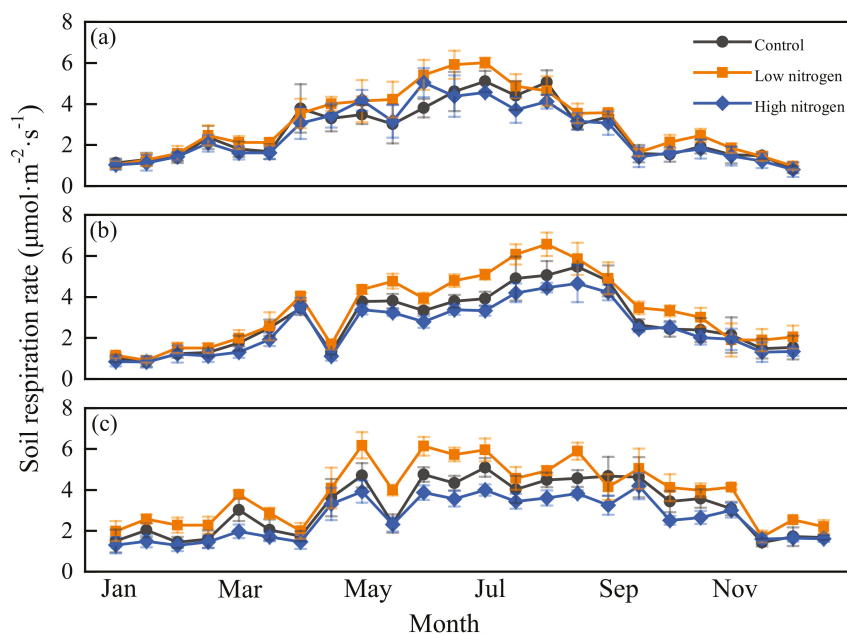 (a)
Control
Low nitrogen
High nitrogen
8
6
4
2
0
(b)
8
6
4
2
0
(c)
8
6
4
2
0
Soil respiration rate (μmol·m⁻²·s⁻¹)
Jan Mar May Jul Sep Nov
Month